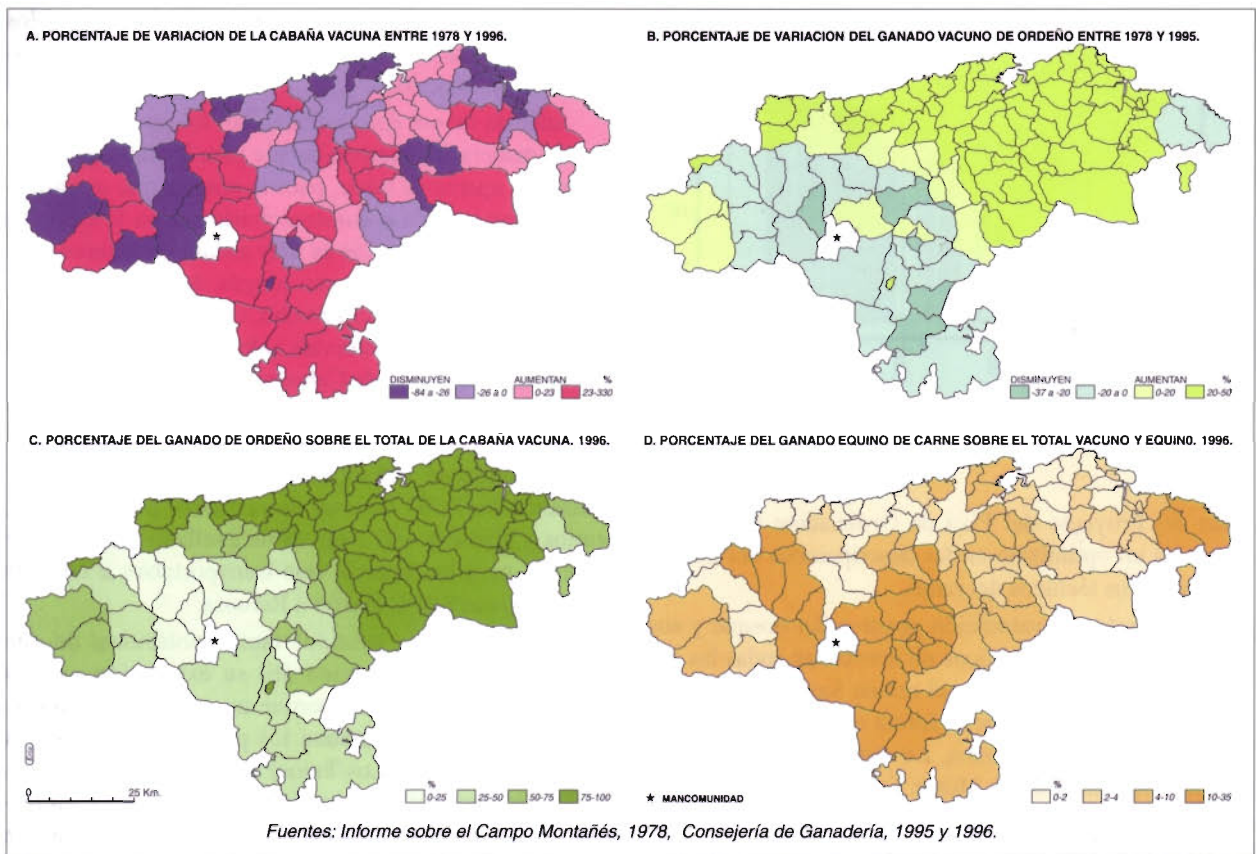 A. PORCENTAJE DE VARIACION DE LA CABAÑA VACUNA ENTRE 1978 Y 1996.
DISMINUYEN AUMENTAN %
-84 a -26 -26 a 0 0-23 23-330
B. PORCENTAJE DE VARIACION DEL GANADO VACUNO DE ORDEÑO ENTRE 1978 Y 1995.
DISMINUYEN AUMENTAN %
-37 a -20 -20 a 0 0-20 20-50
C. PORCENTAJE DEL GANADO DE ORDEÑO SOBRE EL TOTAL DE LA CABAÑA VACUNA. 1996.
0 25 Km.
%
0-25 25-50 50-75 75-100
D. PORCENTAJE DEL GANADO EQUINO DE CARNE SOBRE EL TOTAL VACUNO Y EQUINO. 1996.
★ MANCOMUNIDAD
%
0-2 2-4 4-10 10-35
Fuentes: Informe sobre el Campo Montañés, 1978, Consejería de Ganadería, 1995 y 1996.